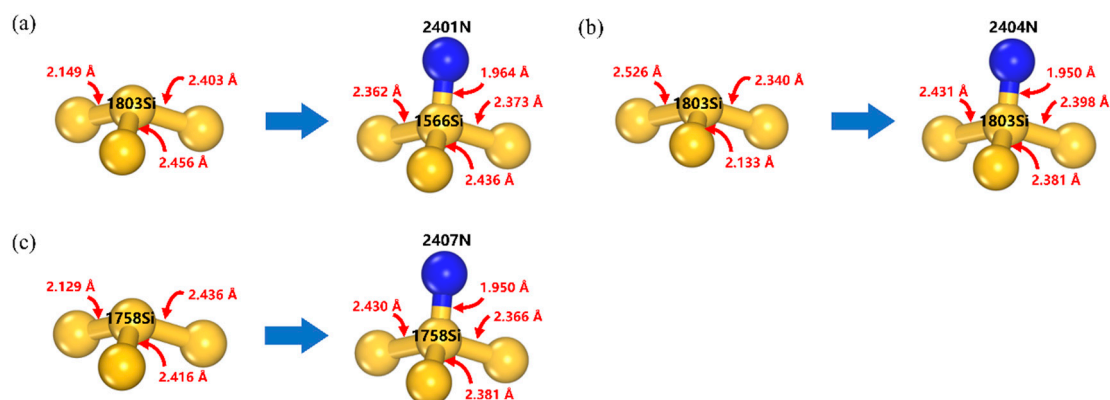 (a)
2401N
2.149 Å
2.403 Å
1803Si
2.456 Å
2.362 Å
1.964 Å
2.373 Å
1566Si
2.436 Å
(b)
2404N
2.526 Å
2.340 Å
1803Si
2.133 Å
2.431 Å
1.950 Å
2.398 Å
1803Si
2.381 Å
(c)
2407N
2.129 Å
2.436 Å
1758Si
2.416 Å
2.430 Å
1.950 Å
2.366 Å
1758Si
2.381 Å